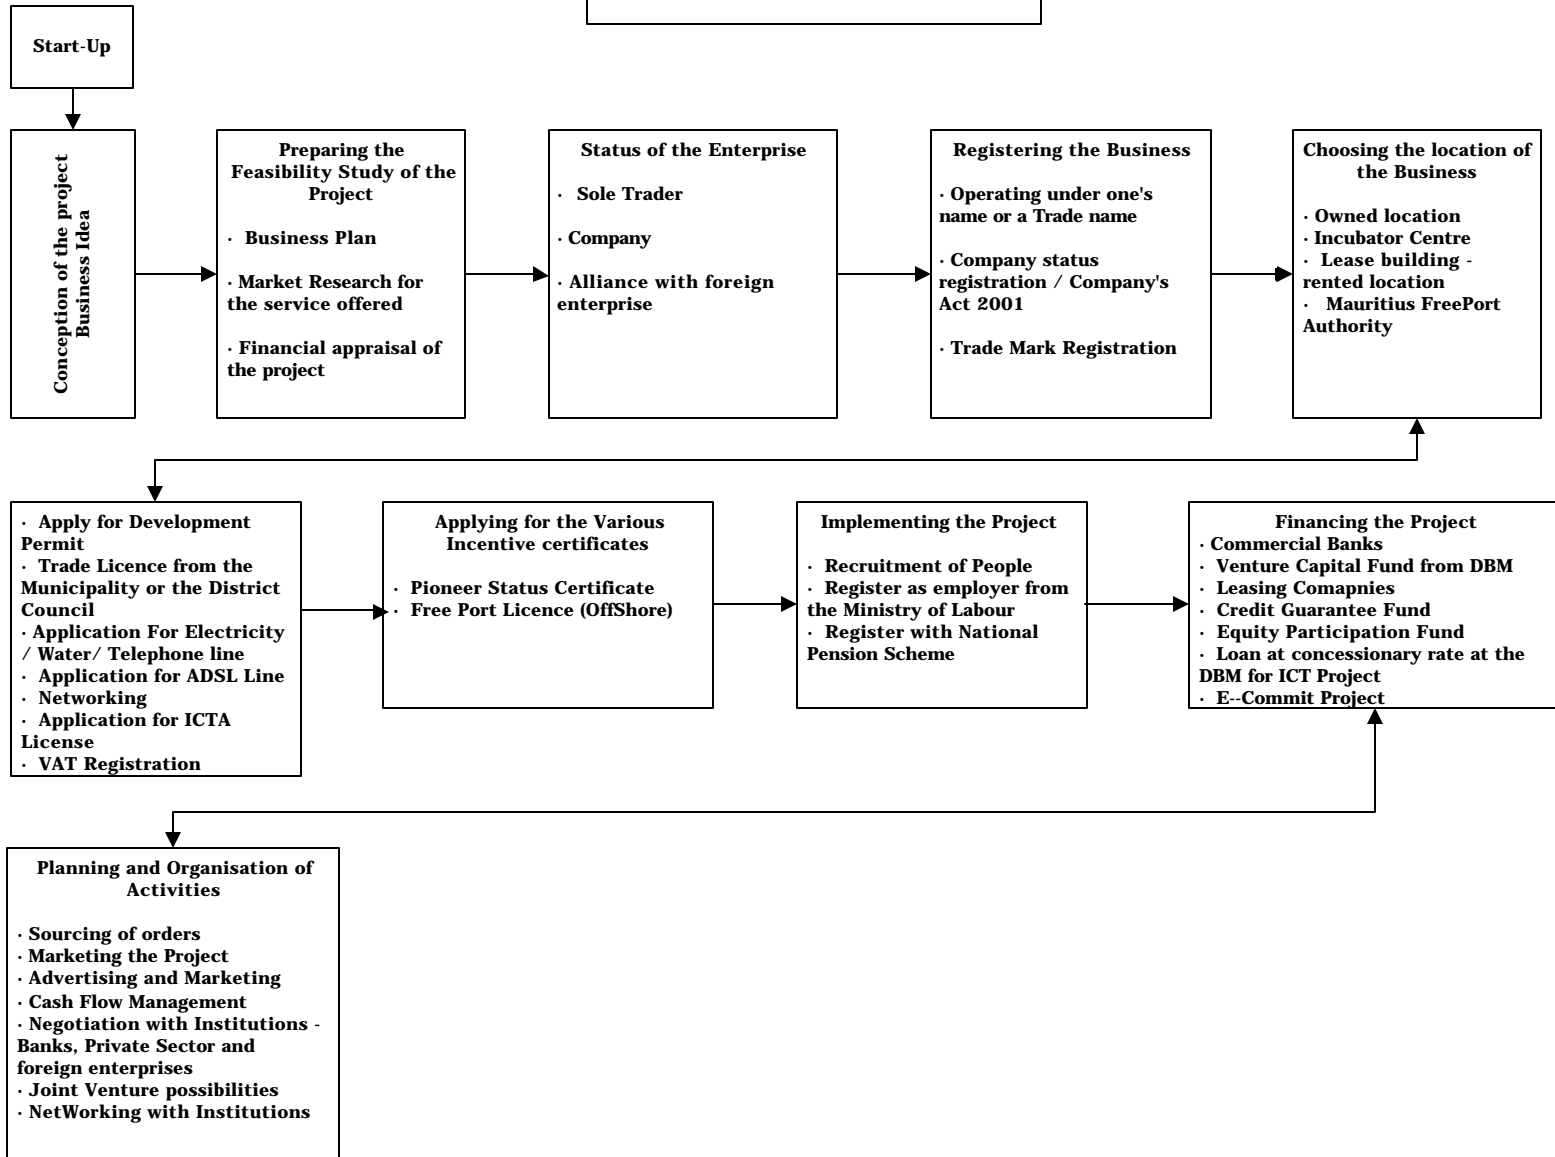 Start-Up
Conception of the project
Business Idea
Preparing the
Feasibility Study of the
Project
· Business Plan
· Market Research for
the service offered
· Financial appraisal of
the project
Status of the Enterprise
· Sole Trader
· Company
· Alliance with foreign
enterprise
Registering the Business
· Operating under one's
name or a Trade name
· Company status
registration / Company's
Act 2001
· Trade Mark Registration
Choosing the location of
the Business
· Owned location
· Incubator Centre
· Lease building -
rented location
· Mauritius FreePort
Authority
· Apply for Development
Permit
· Trade Licence from the
Municipality or the District
Council
· Application For Electricity
/ Water/ Telephone line
· Application for ADSL Line
· Networking
· Application for ICTA
License
· VAT Registration
Applying for the Various
Incentive certificates
· Pioneer Status Certificate
· Free Port Licence (OffShore)
Implementing the Project
· Recruitment of People
· Register as employer from
the Ministry of Labour
· Register with National
Pension Scheme
Financing the Project
· Commercial Banks
· Venture Capital Fund from DBM
· Leasing Comapnies
· Credit Guarantee Fund
· Equity Participation Fund
· Loan at concessionary rate at the
DBM for ICT Project
· E--Commit Project
Planning and Organisation of
Activities
· Sourcing of orders
· Marketing the Project
· Advertising and Marketing
· Cash Flow Management
· Negotiation with Institutions -
Banks, Private Sector and
foreign enterprises
· Joint Venture possibilities
· NetWorking with Institutions